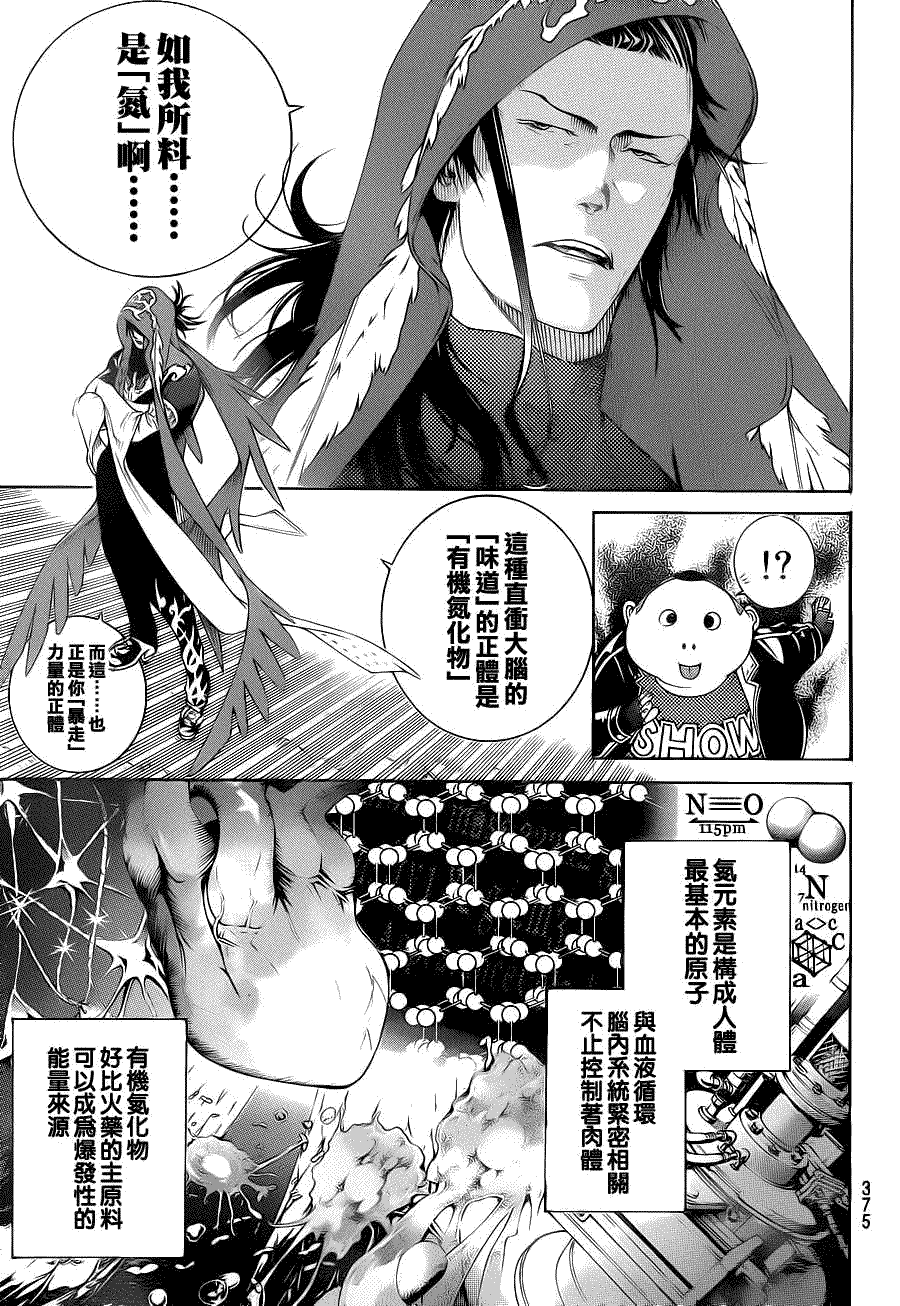 如我所料……
是「氮」啊……
!?
SHOW
這種直衝大腦的
「味道」的正體是
「有機氮化物」
而這……也
正是你「暴走」
力量的正體
N≡O
115pm
14
7
N
nitrogen
a<>c
C
a
氮元素是構成人體
最基本的原子
與血液循環
腦內系統緊密相關
不止控制著肉體
有機氮化物
好比火藥的主原料
可以成為爆發性的
能量來源
375